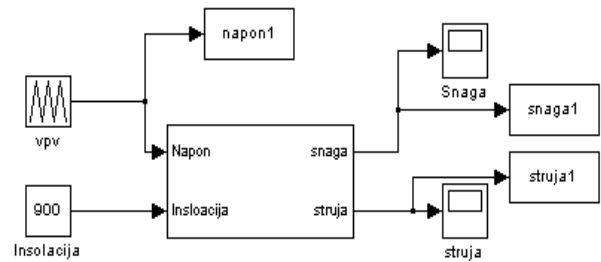 napon1
Snaga
snaga1
vpv
Napon
snaga
struja1
900
Insloacija
struja
Insolacija
struja